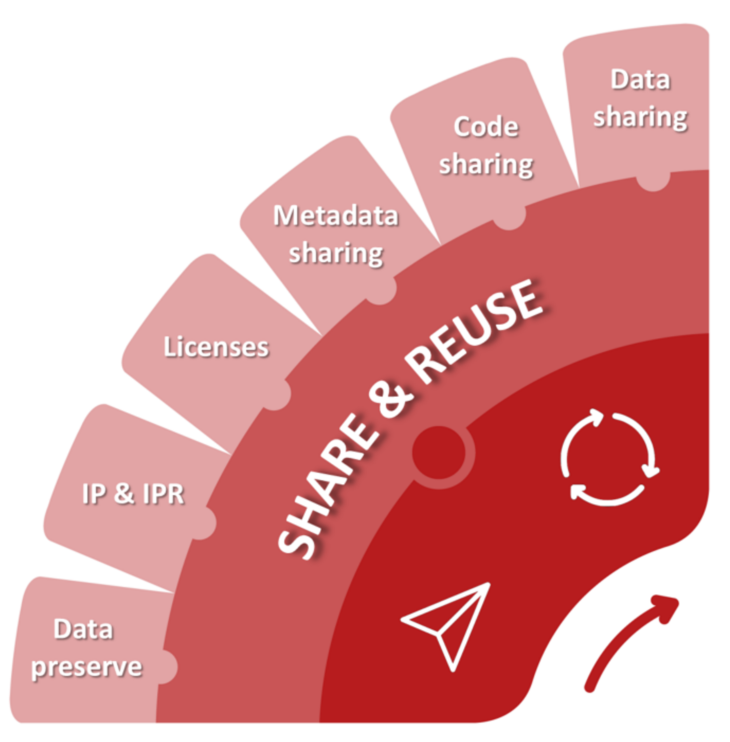 Data
sharing
Code
sharing
Metadata
sharing
Licenses
IP & IPR
Data
preserve
SHARE & REUSE